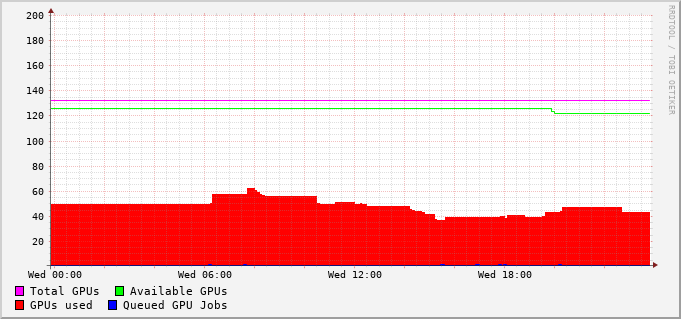 200
180
160
140
120
100
80
60
40
20
Wed 00:00 Wed 06:00 Wed 12:00 Wed 18:00
Total GPUs Available GPUs
GPUs used Queued GPU Jobs
RRDTOOL / TOBI OETIKER